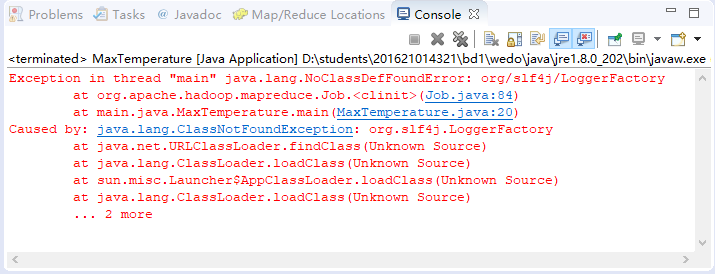 Problems Tasks @ Javadoc Map/Reduce Locations Console
<terminated> MaxTemperature [Java Application] D:\students\201621014321\bd1\wedo\java\jre1.8.0_202\bin\javaw.exe
Exception in thread "main" java.lang.NoClassDefFoundError: org/slf4j/LoggerFactory
at org.apache.hadoop.mapreduce.Job.<clinit>(Job.java:84)
at main.java.MaxTemperature.main(MaxTemperature.java:20)
Caused by: java.lang.ClassNotFoundException: org.slf4j.LoggerFactory
at java.net.URLClassLoader.findClass(Unknown Source)
at java.lang.ClassLoader.loadClass(Unknown Source)
at sun.misc.Launcher$AppClassLoader.loadClass(Unknown Source)
at java.lang.ClassLoader.loadClass(Unknown Source)
... 2 more